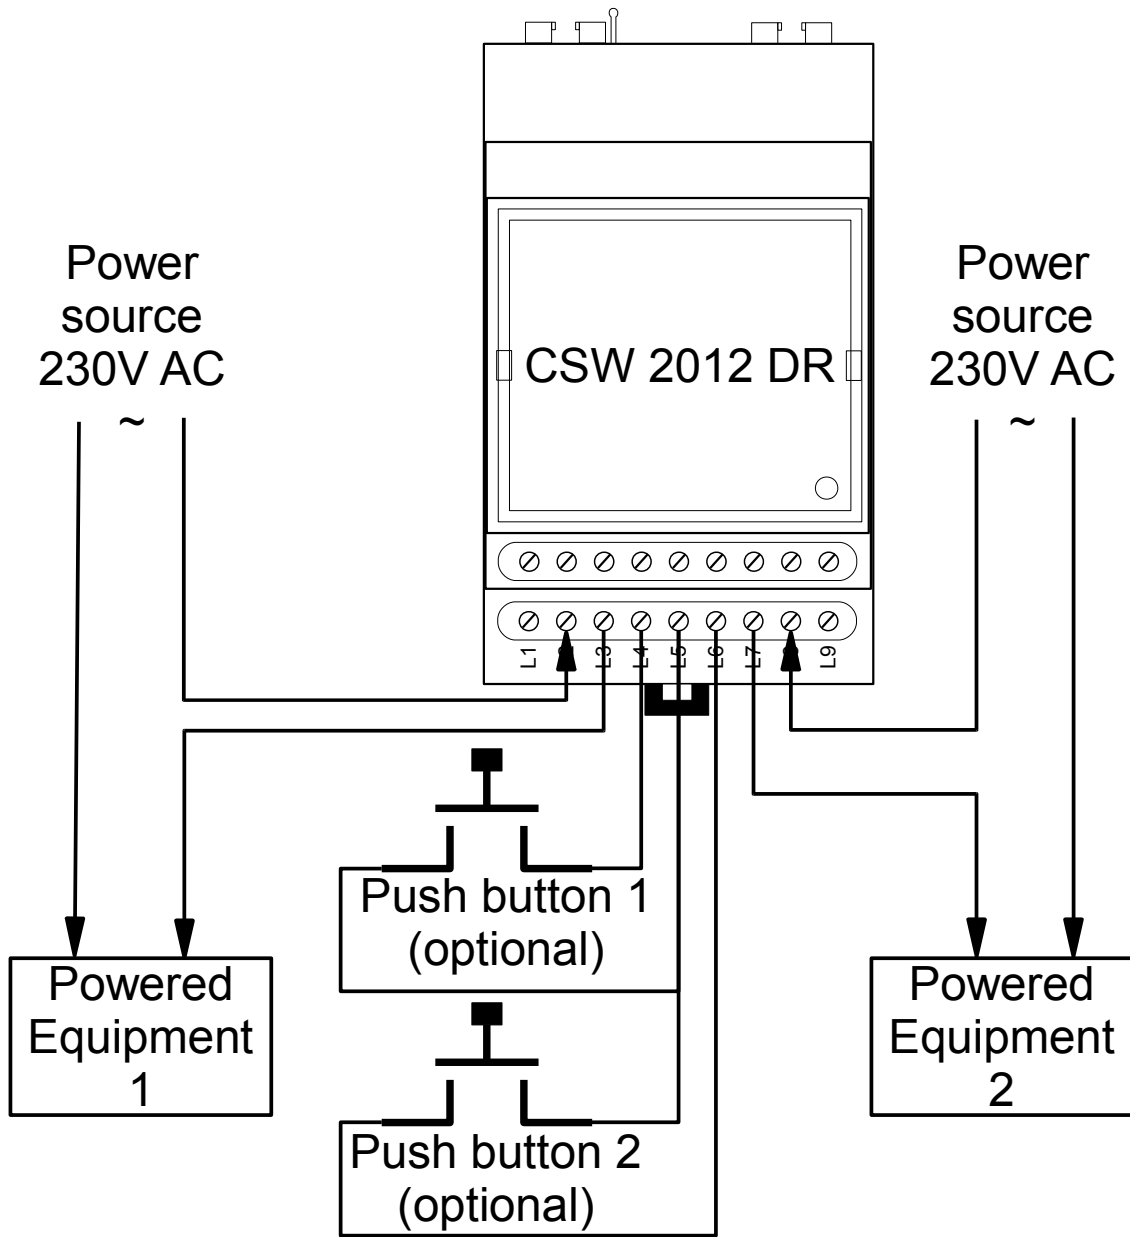 Power
source
230V AC
~
Power
source
230V AC
~
CSW 2012 DR
L1 L3 L4 L5 L6 L7 L9
Push button 1
(optional)
Powered
Equipment
1
Powered
Equipment
2
Push button 2
(optional)